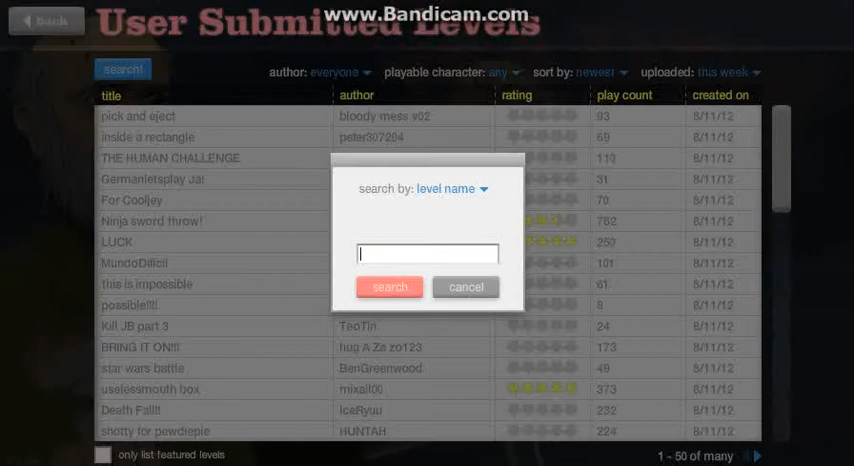 www.Bandicam.com
back
User Submitted Levels
search!
author: everyone playable character: any sort by: newest uploaded: this week
title author rating play count created on
pick and eject bloody mess v02 93 8/11/12
inside a rectangle peter307284 69 8/11/12
THE HUMAN CHALLENGE 8/11/12
Germanletsplay Ja! 31 8/11/12
For Cooljey 70 8/11/12
Ninja sword throw! 762 8/11/12
LUCK 250 8/11/12
MundoDificil 101 8/11/12
this is impossible 61 8/11/12
possible!!!! 8 8/11/12
Kill JB part 3 TeoTin 24 8/11/12
BRING IT ON!!! hug A Za zo123 173 8/11/12
star wars battle BenGreenwood 49 8/11/12
uselessmouth box 373 8/11/12
Death Fall!! IceRyuu 232 8/11/12
shotty for pewdiepie HUNTAH 224 8/11/12
search by: level name
search cancel
only list featured levels 1 - 50 of many